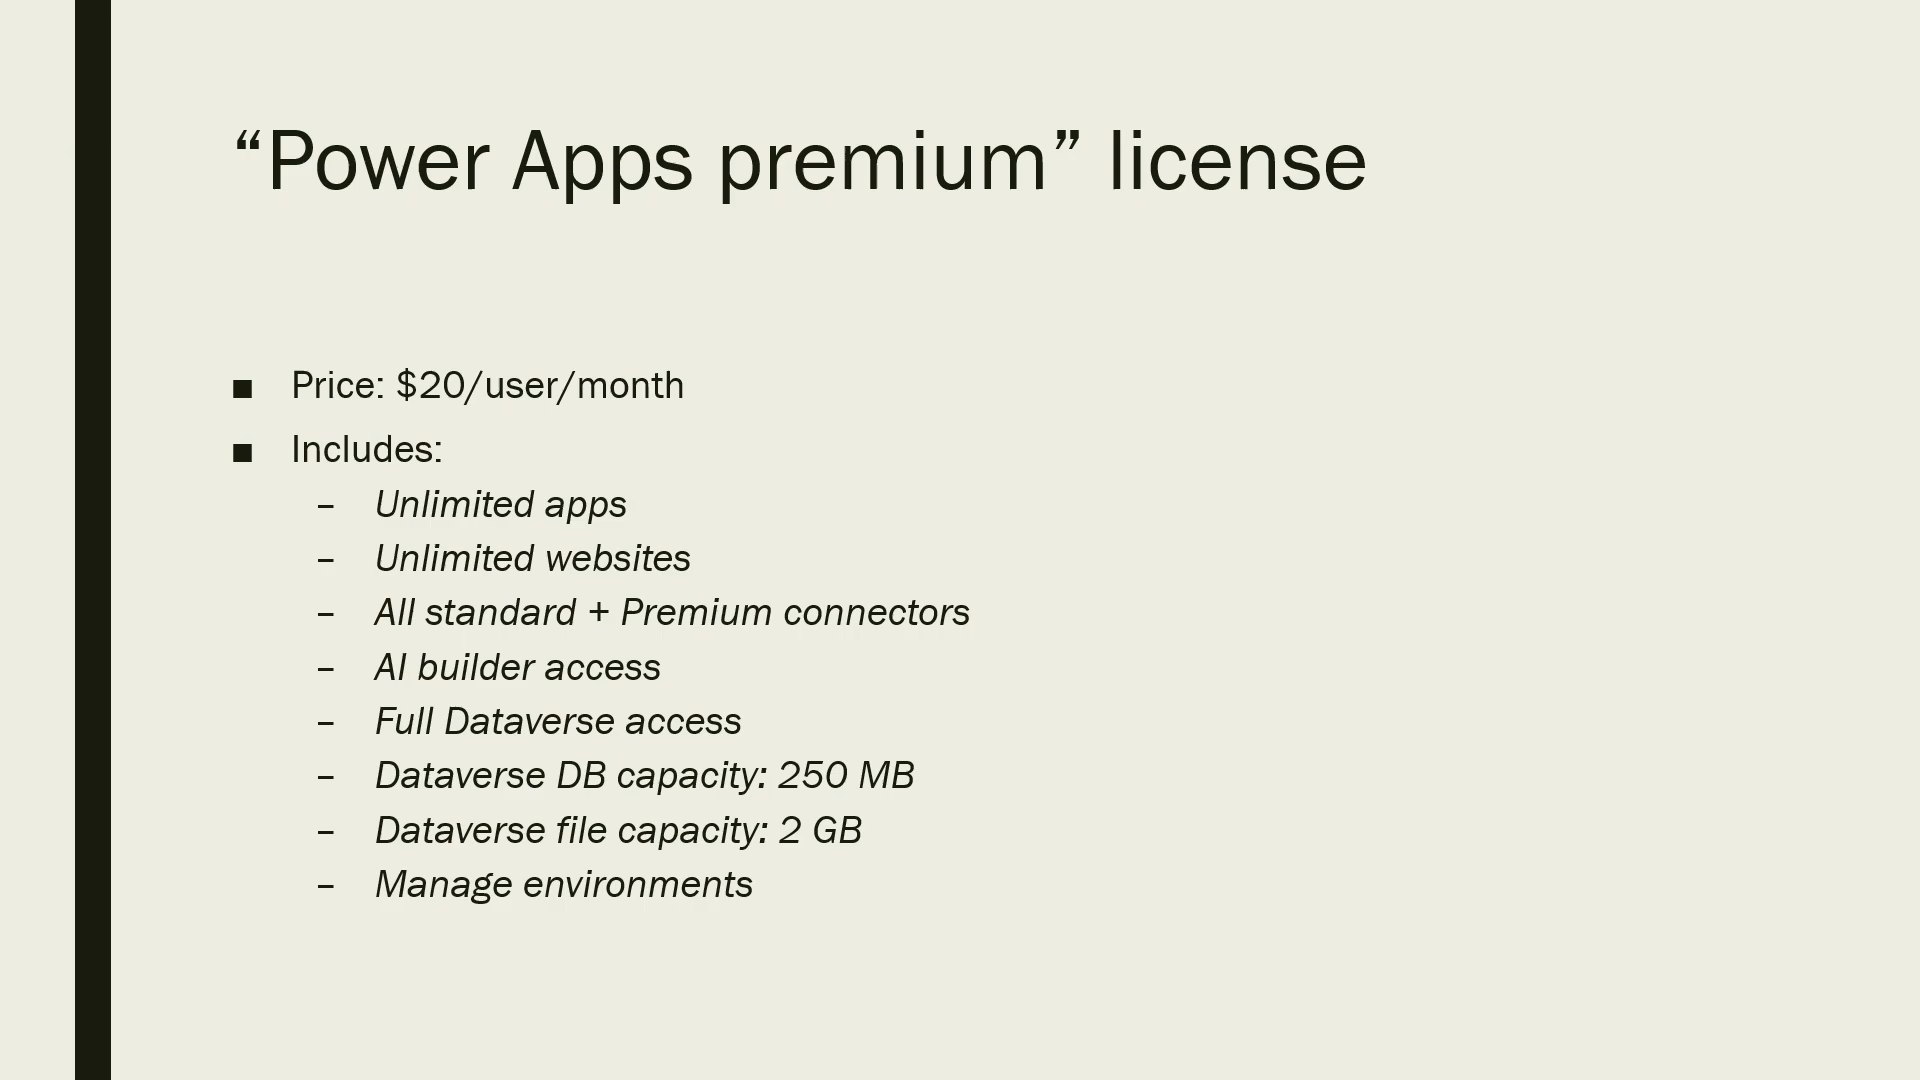 “Power Apps premium” license
■ Price: $20/user/month
■ Includes:
– Unlimited apps
– Unlimited websites
– All standard + Premium connectors
– AI builder access
– Full Dataverse access
– Dataverse DB capacity: 250 MB
– Dataverse file capacity: 2 GB
– Manage environments